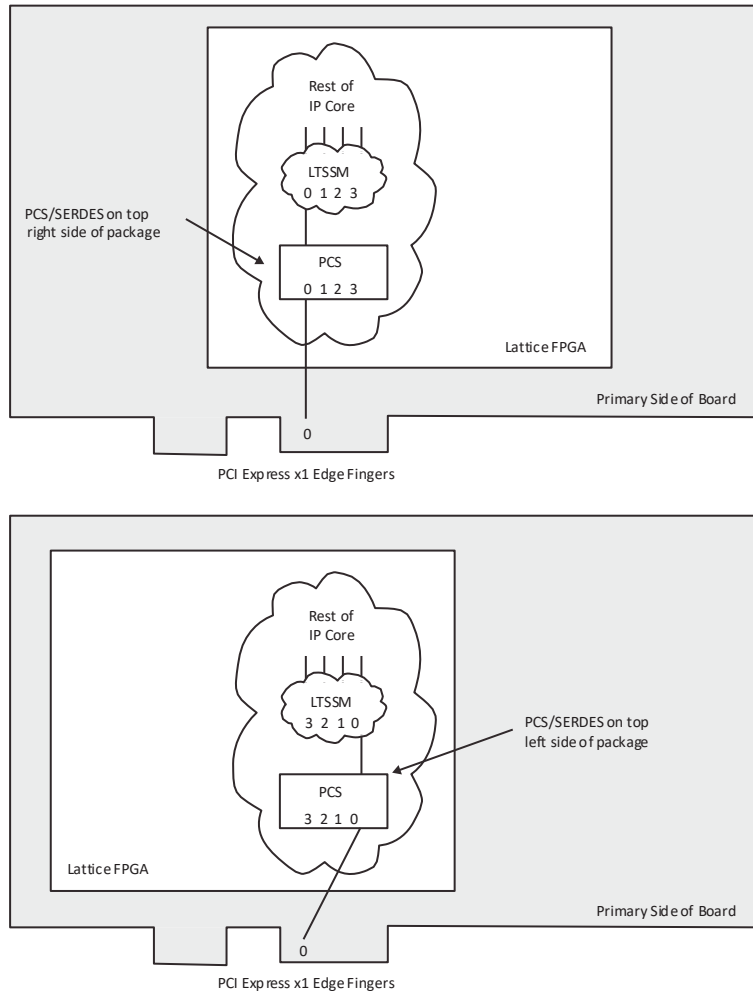 Rest of
IP Core
LTSSM
0 1 2 3
PCS/SERDES on top
right side of package
PCS
0 1 2 3
Lattice FPGA
Primary Side of Board
0
PCI Express x1 Edge Fingers
Rest of
IP Core
LTSSM
3 2 1 0
PCS/SERDES on top
left side of package
PCS
3 2 1 0
Lattice FPGA
Primary Side of Board
0
PCI Express x1 Edge Fingers